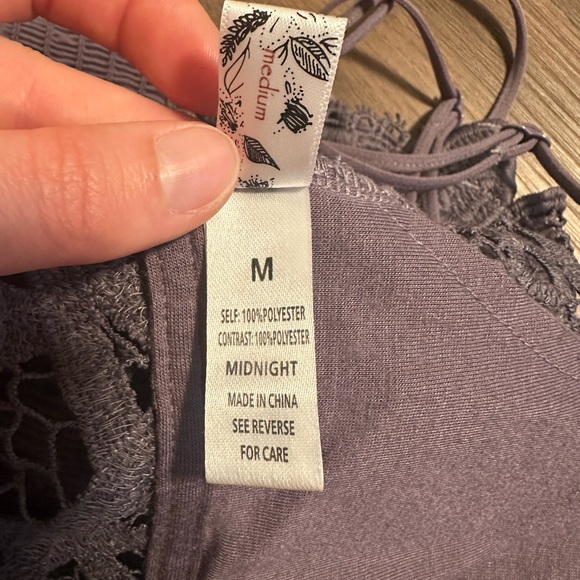 medium
M
SELF: 100%POLYESTER
CONTRAST: 100%POLYESTER
MIDNIGHT
MADE IN CHINA
SEE REVERSE
FOR CARE